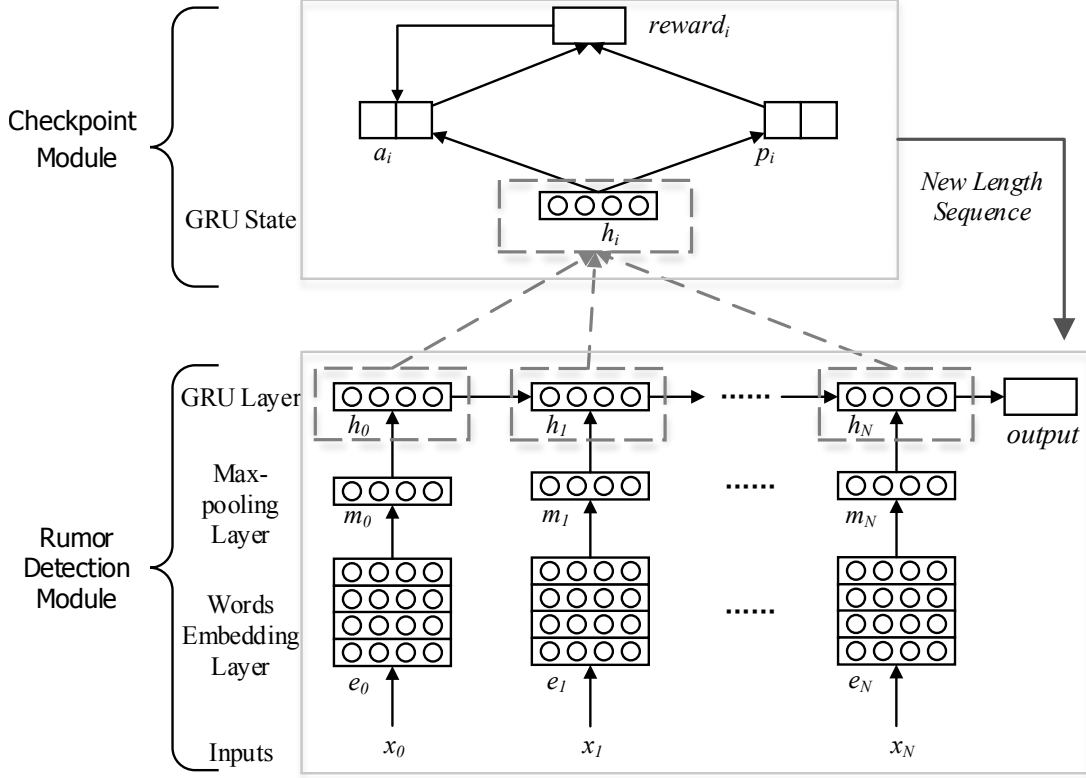 reward_i
Checkpoint
Module
a_i
p_i
New Length
Sequence
GRU State
h_i
GRU Layer
h_0
h_1
......
h_N
output
Max-
pooling
Layer
m_0
m_1
......
m_N
Rumor
Detection
Module
Words
Embedding
Layer
......
e_0
e_1
e_N
Inputs
x_0
x_1
x_N